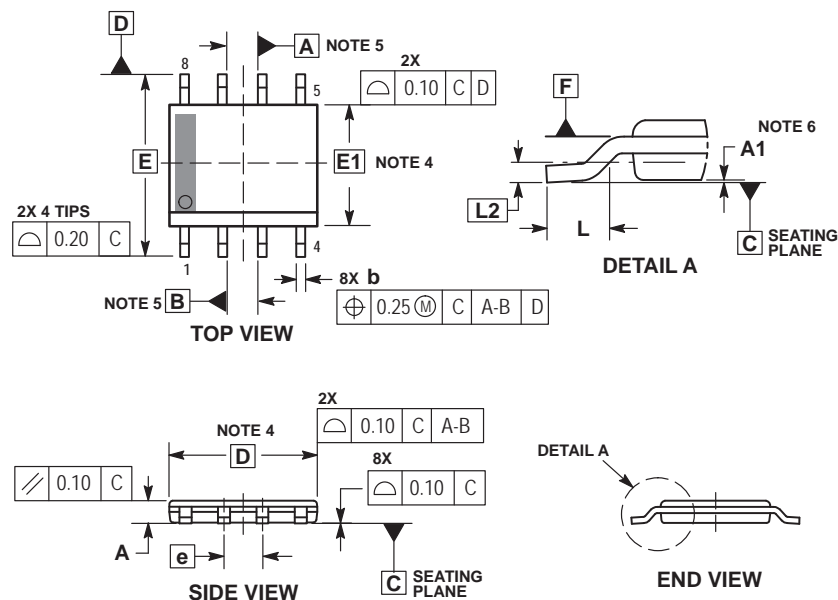 D
A NOTE 5
8
5
2X
⌓ 0.10 C D
E
E1 NOTE 4
2X 4 TIPS
⌓ 0.20 C
1
4
8X b
NOTE 5 B
⌖ 0.25 Ⓜ C A-B D
TOP VIEW
F
NOTE 6
A1
L2
L
C SEATING
PLANE
DETAIL A
2X
⌓ 0.10 C A-B
NOTE 4
D
8X
⌓ 0.10 C
⫽ 0.10 C
A
e
C SEATING
PLANE
SIDE VIEW
DETAIL A
END VIEW